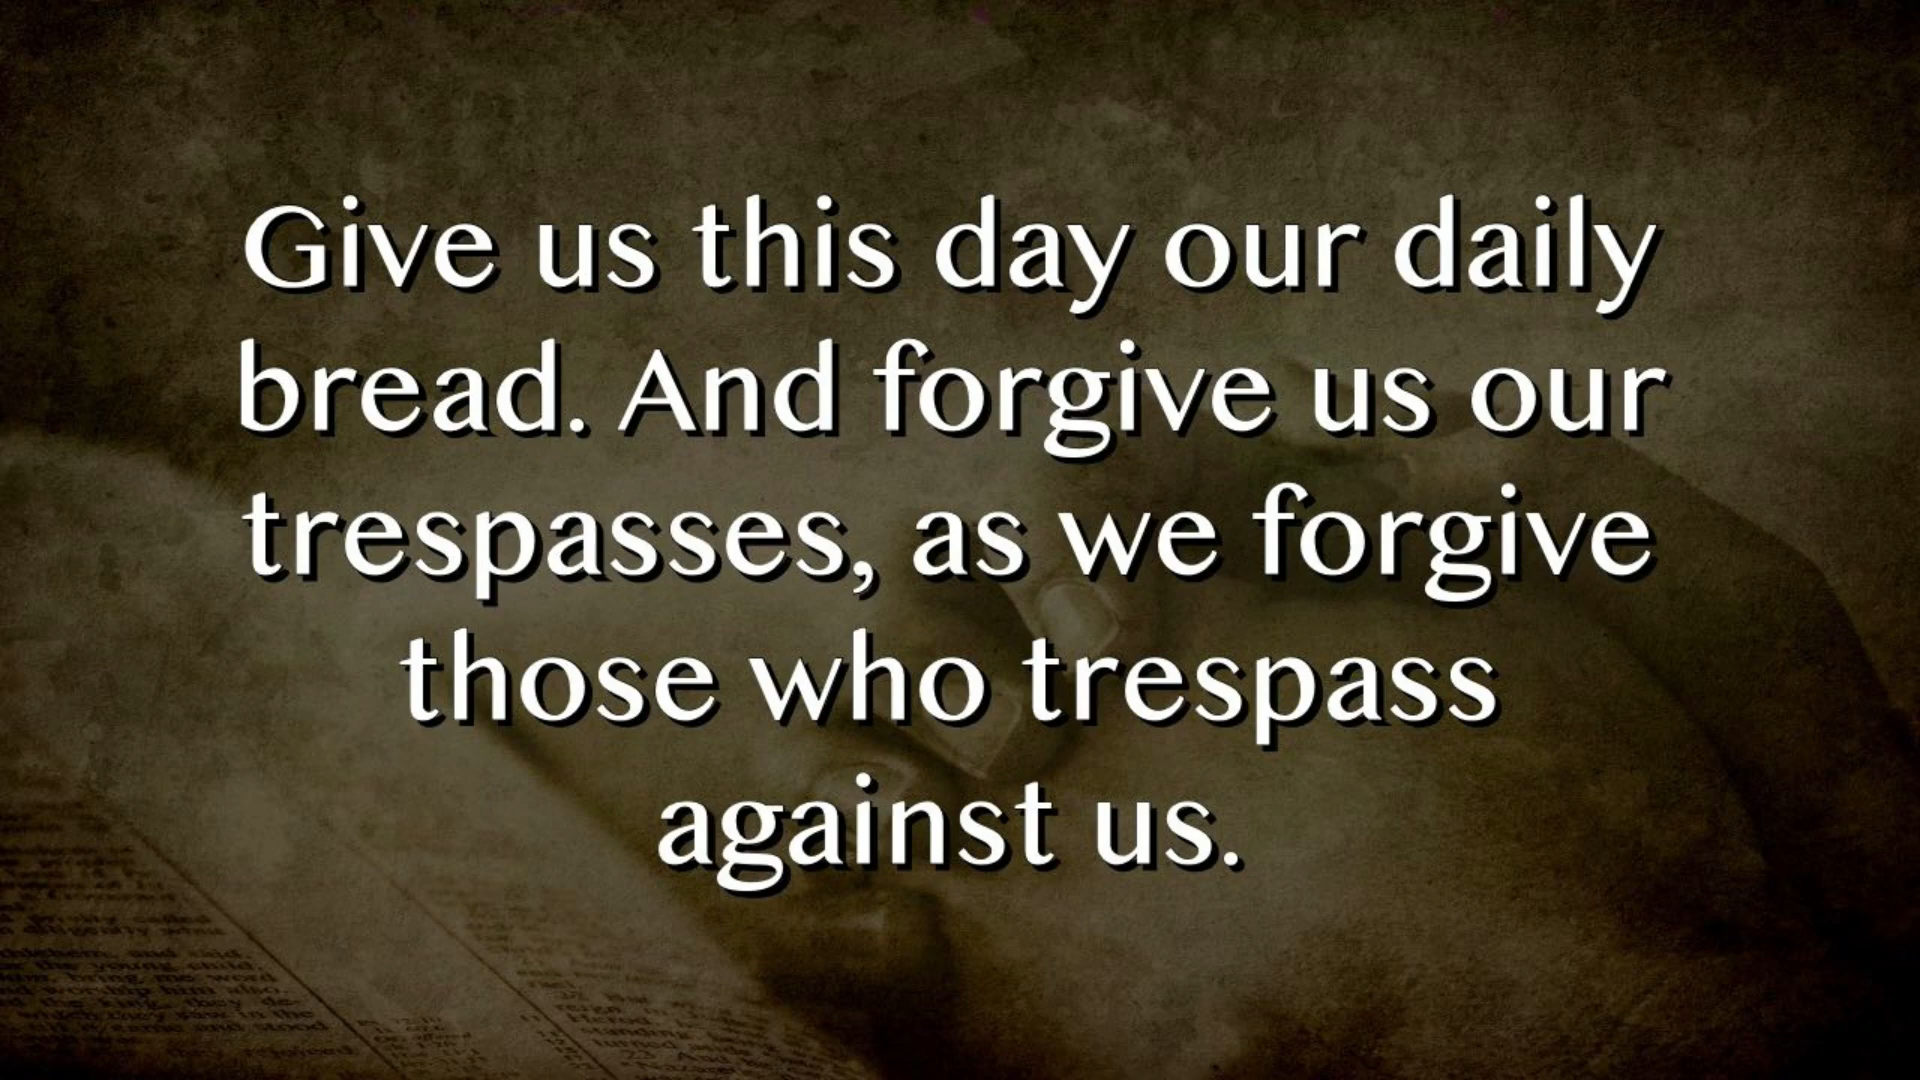 Give us this day our daily
bread. And forgive us our
trespasses, as we forgive
those who trespass
against us.